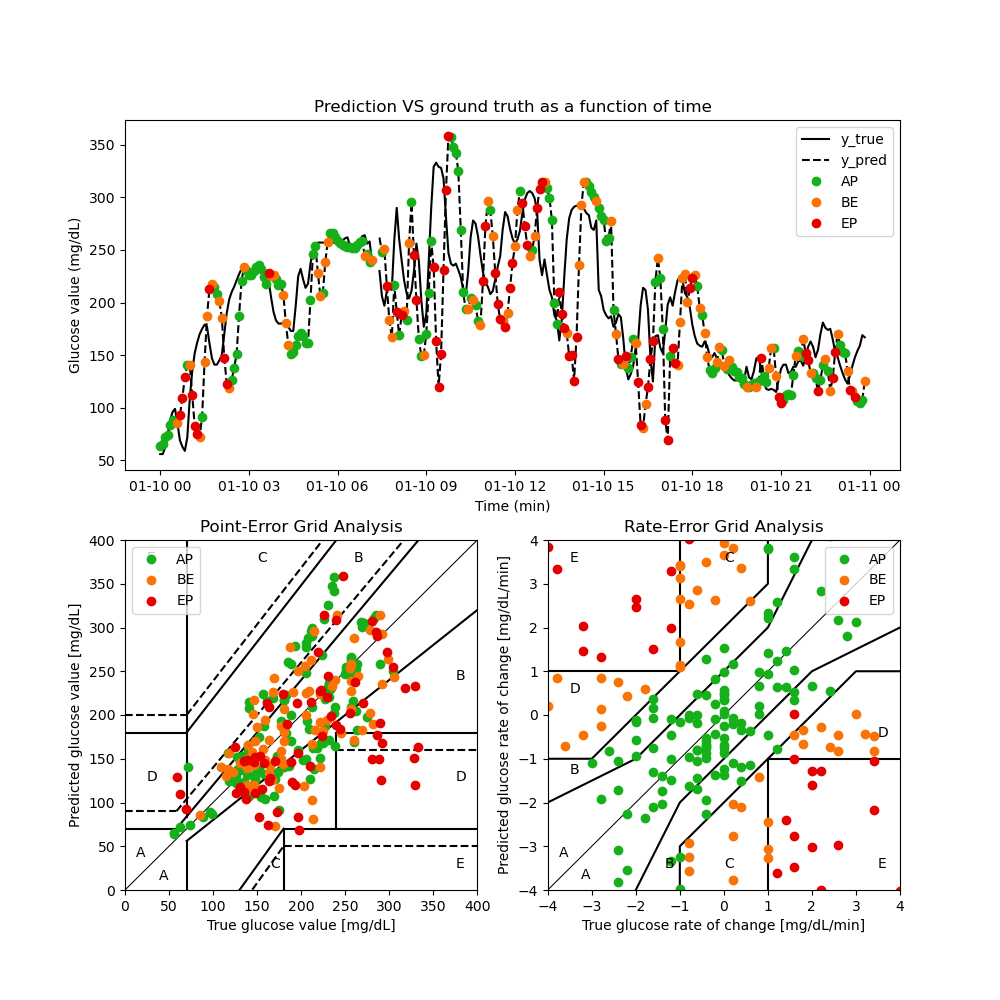 Prediction VS ground truth as a function of time
Glucose value (mg/dL)
350
300
250
200
150
100
50
y_true
y_pred
AP
BE
EP
01-10 00 01-10 03 01-10 06 01-10 09 01-10 12 01-10 15 01-10 18 01-10 21 01-11 00
Time (min)
Point-Error Grid Analysis
Predicted glucose value [mg/dL]
400
350
300
250
200
150
100
50
0
AP
BE
EP
C
B
B
D
D
A
A
C
E
0 50 100 150 200 250 300 350 400
True glucose value [mg/dL]
Rate-Error Grid Analysis
Predicted glucose rate of change [mg/dL/min]
4
3
2
1
0
−1
−2
−3
−4
E
C
AP
BE
EP
D
D
B
A
A
B
C
E
−4 −3 −2 −1 0 1 2 3 4
True glucose rate of change [mg/dL/min]